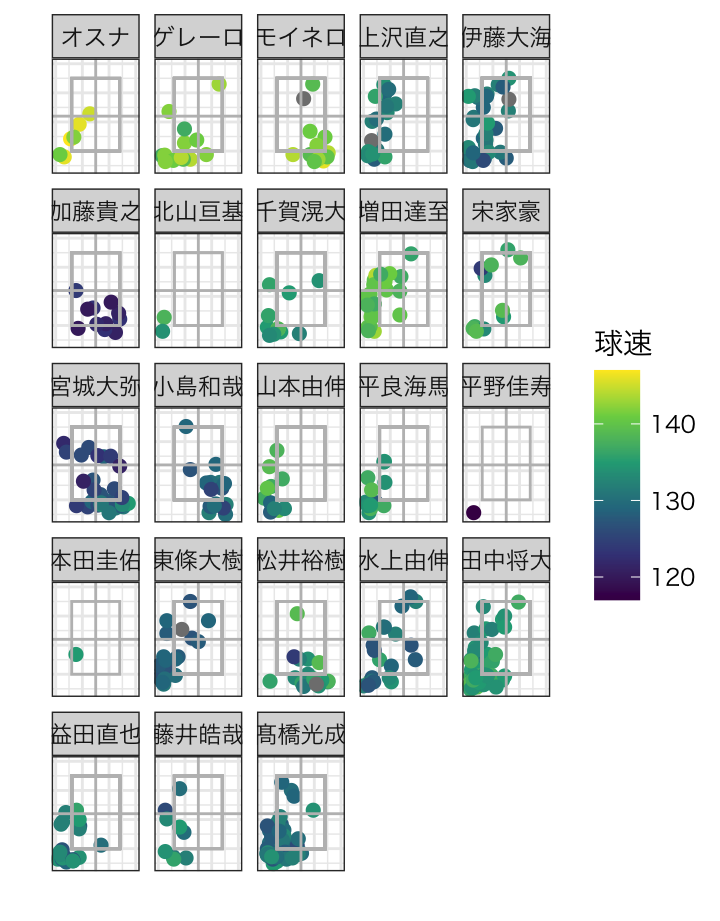 オスナ
ゲレーロ
モイネロ
上沢直之
伊藤大海
加藤貴之
北山亘基
千賀滉大
増田達至
宋家豪
宮城大弥
小島和哉
山本由伸
平良海馬
平野佳寿
本田圭佑
東條大樹
松井裕樹
水上由伸
田中将大
益田直也
藤井皓哉
髙橋光成
球速
140
130
120